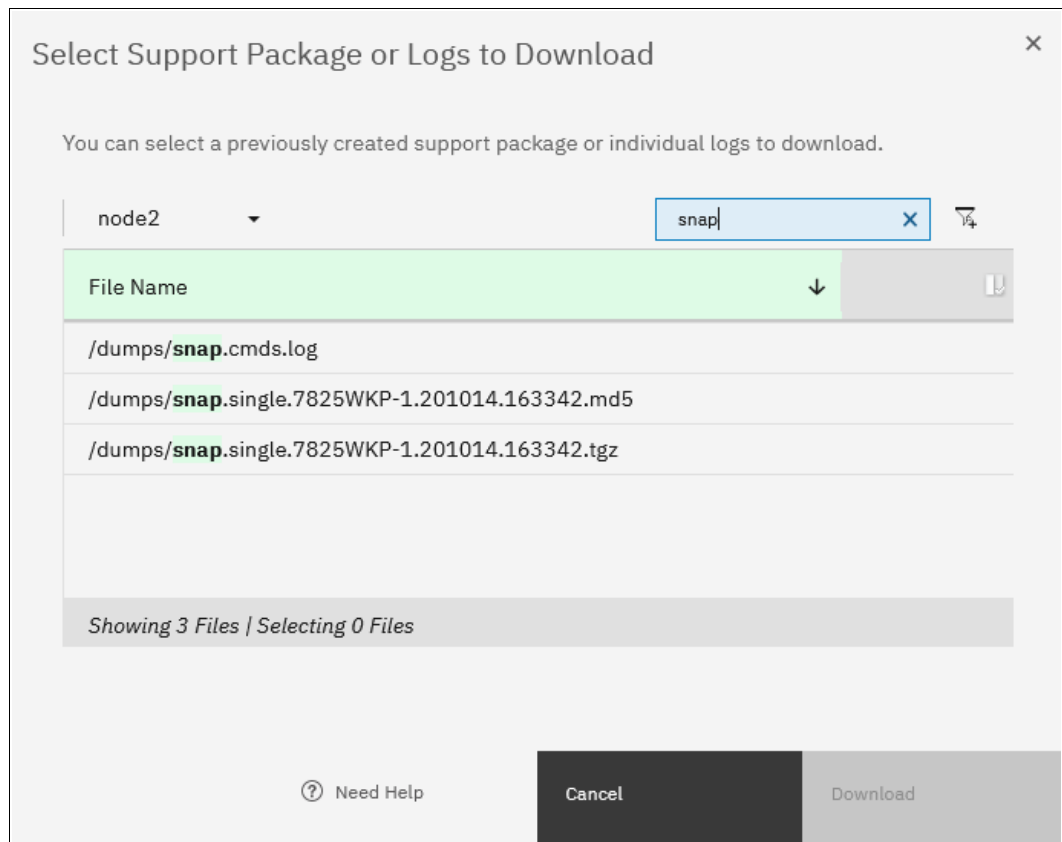 Select Support Package or Logs to Download
You can select a previously created support package or individual logs to download.
node2 snap
File Name
/dumps/snap.cmds.log
/dumps/snap.single.7825WKP-1.201014.163342.md5
/dumps/snap.single.7825WKP-1.201014.163342.tgz
Showing 3 Files | Selecting 0 Files
Need Help Cancel Download